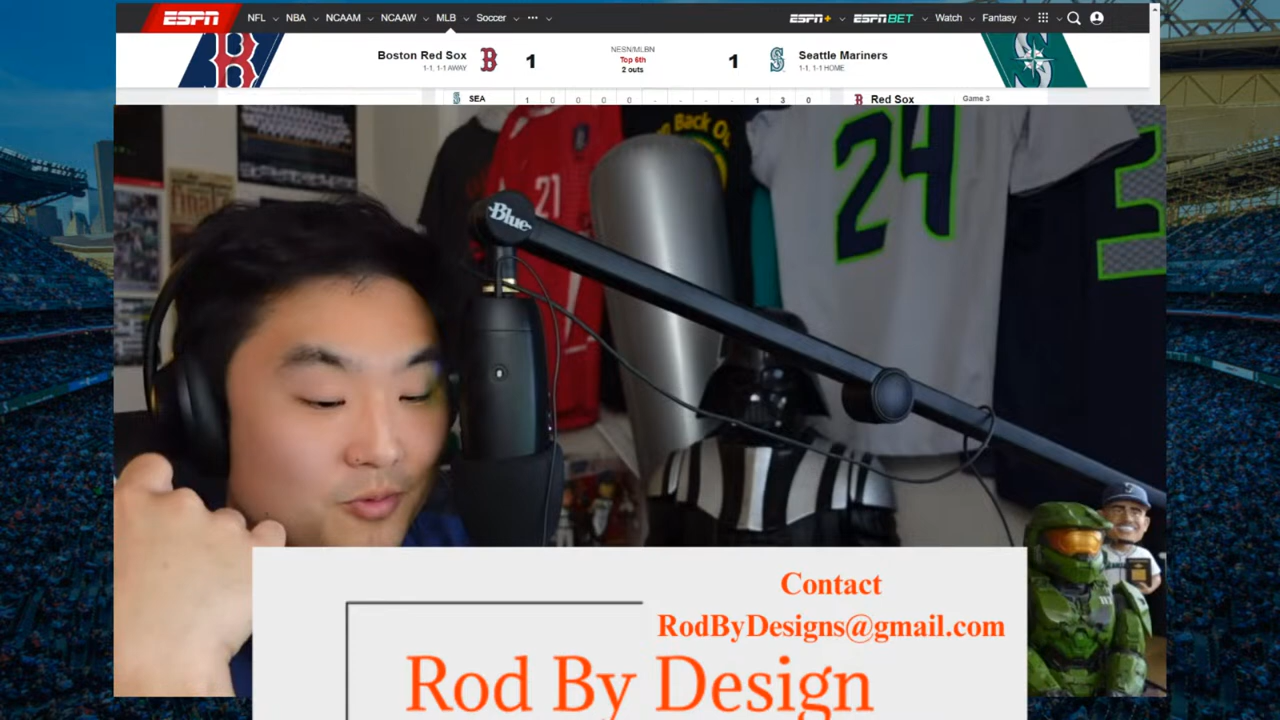 ESPN NFL NBA NCAAM NCAAW MLB Soccer ESPN+ ESPN BET Watch Fantasy
Boston Red Sox
1-1, 1-1 AWAY
B
1
NESN/MLBN
Top 6th
2 outs
1
S
Seattle Mariners
1-1, 1-1 HOME
SEA 1 0 0 0 0 - - - - 1 3 0
Red Sox Game 3
Back
21
Blue
24
Final
Contact
RodByDesigns@gmail.com
Rod By Design